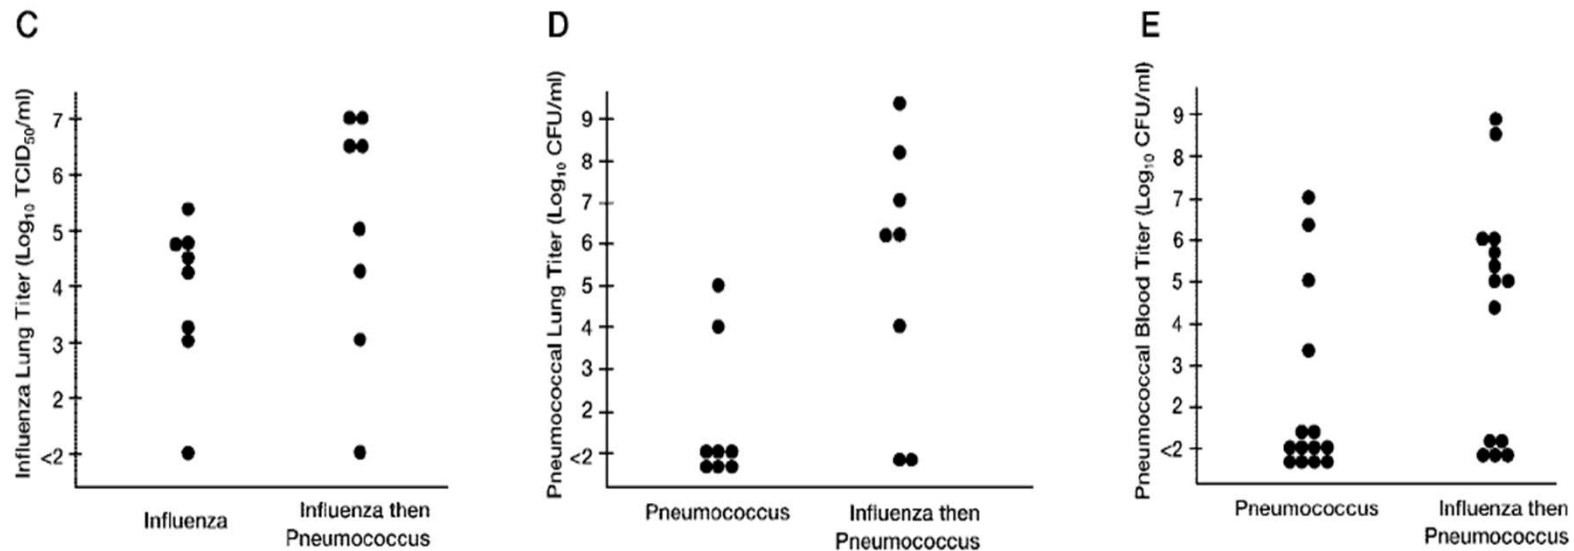 C
Influenza Lung Titer (Log10 TCID50/ml)
7
6
5
4
3
2
<2
Influenza
Influenza then
Pneumococcus
D
Pneumococcal Lung Titer (Log10 CFU/ml)
9
8
7
6
5
4
3
2
<2
Pneumococcus
Influenza then
Pneumococcus
E
Pneumococcal Blood Titer (Log10 CFU/ml)
9
8
7
6
5
4
3
2
<2
Pneumococcus
Influenza then
Pneumococcus